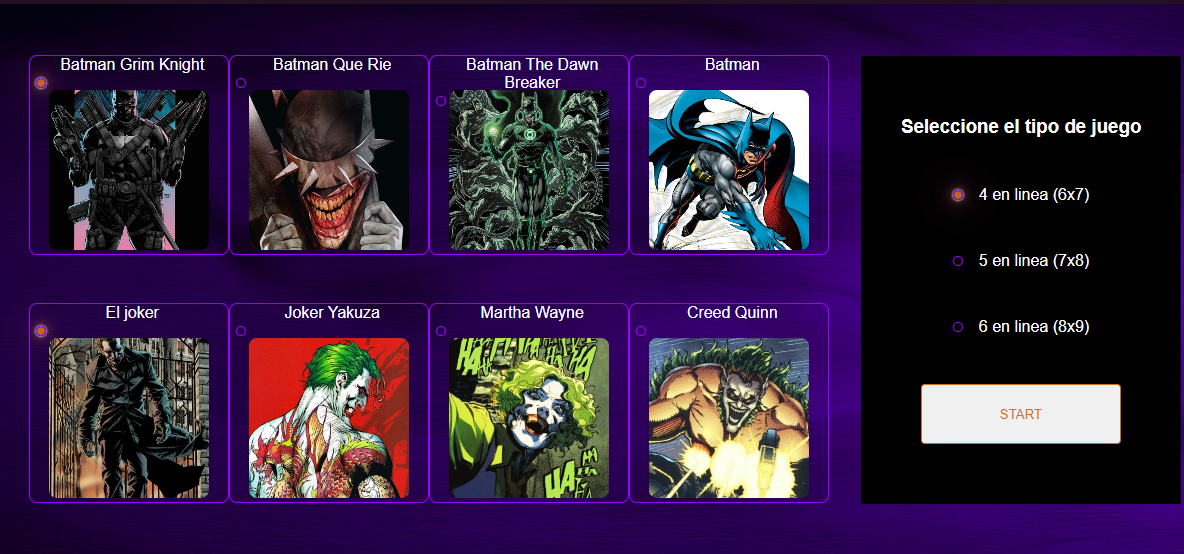 Batman Grim Knight
Batman Que Rie
Batman The Dawn
Breaker
Batman
El joker
Joker Yakuza
Martha Wayne
Creed Quinn
Seleccione el tipo de juego
4 en linea (6x7)
5 en linea (7x8)
6 en linea (8x9)
START